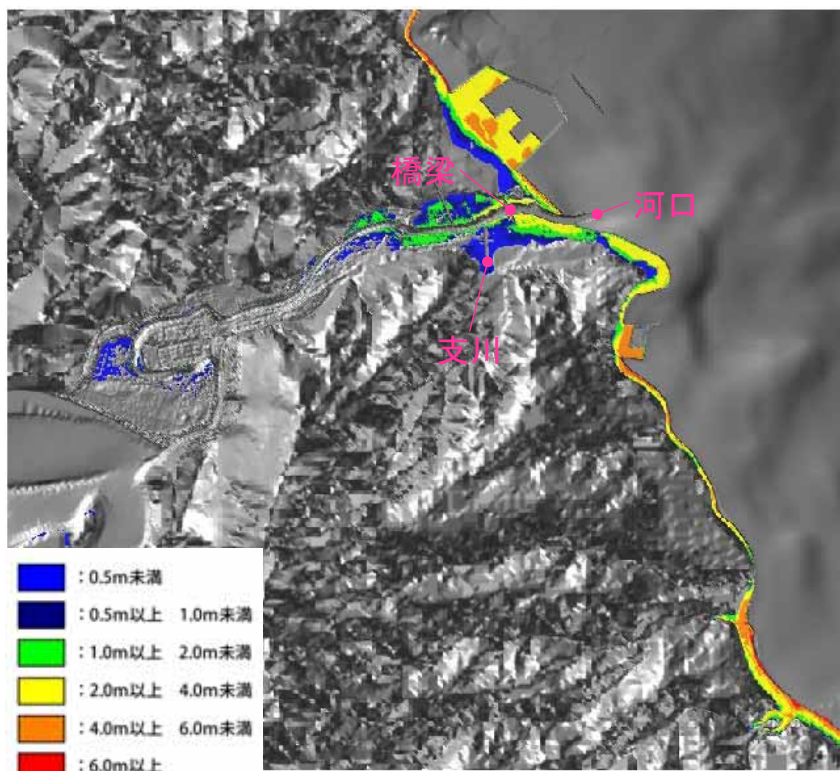 橋梁
河口
支川
:0.5m未満
:0.5m以上 1.0m未満
:1.0m以上 2.0m未満
:2.0m以上 4.0m未満
:4.0m以上 6.0m未満
:6.0m以上